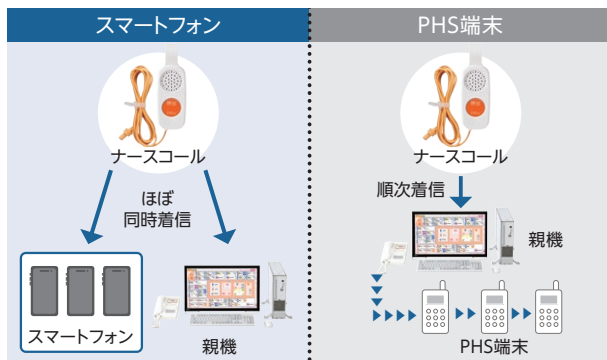 スマートフォン
ナースコール
ほぼ
同時着信
スマートフォン
親機
PHS端末
ナースコール
順次着信
親機
PHS端末